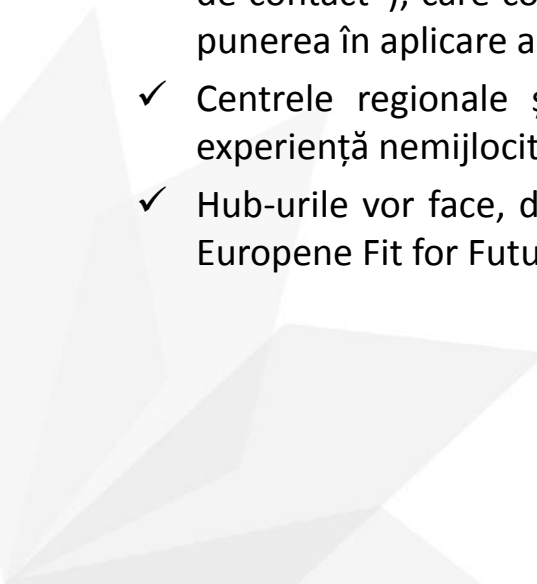 de contact"), care co
punerea în aplicare a
✓ Centrele regionale
experiență nemijlocit
✓ Hub-urile vor face, d
Europene Fit for Futu